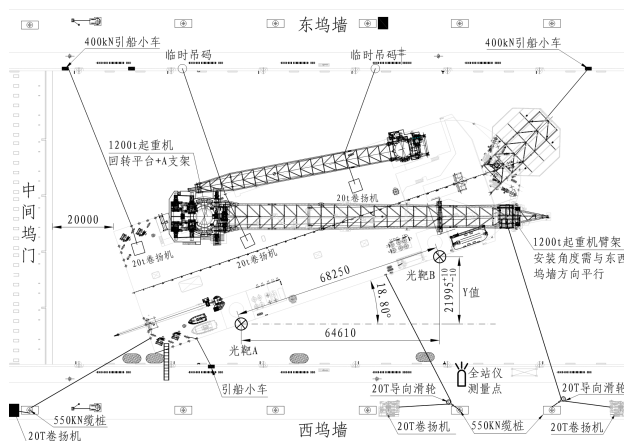 东坞墙
400kN引船小车
临时吊码
临时吊码
400kN引船小车
1200t起重机
回转平台+A支架
20t卷扬机
中间坞门
20000
20t卷扬机
20t卷扬机
1200t起重机臂架
安装角度需与东西
坞墙方向平行
68250
光靶B
18.80°
21995+10-10
Y值
64610
光靶A
全站仪
测量点
引船小车
20T导向滑轮
20T导向滑轮
550KN缆桩
20T卷扬机
西坞墙
20T卷扬机
550KN缆桩
20T卷扬机